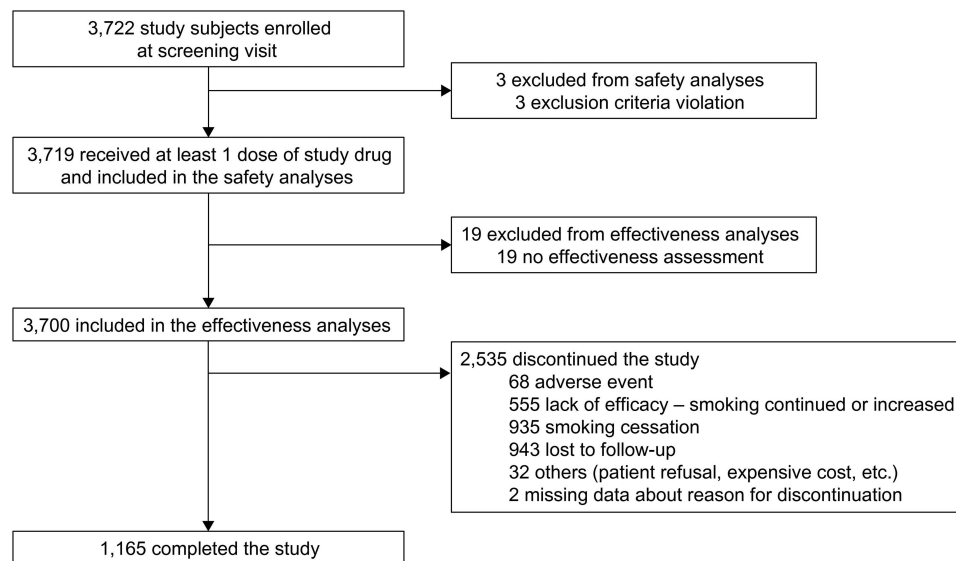 3,722 study subjects enrolled
at screening visit
3 excluded from safety analyses
3 exclusion criteria violation
3,719 received at least 1 dose of study drug
and included in the safety analyses
19 excluded from effectiveness analyses
19 no effectiveness assessment
3,700 included in the effectiveness analyses
2,535 discontinued the study
68 adverse event
555 lack of efficacy – smoking continued or increased
935 smoking cessation
943 lost to follow-up
32 others (patient refusal, expensive cost, etc.)
2 missing data about reason for discontinuation
1,165 completed the study